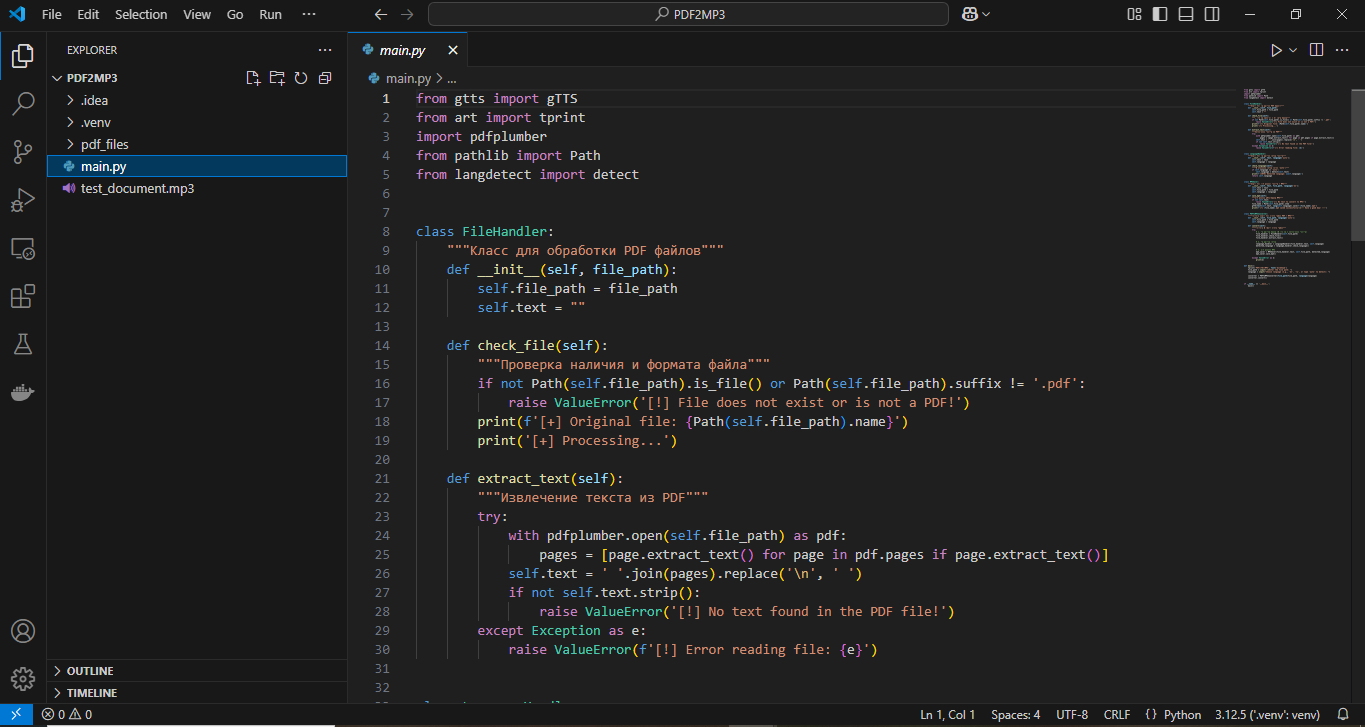 File Edit Selection View Go Run ··· PDF2MP3
EXPLORER ···
PDF2MP3
.idea
.venv
pdf_files
main.py
test_document.mp3
OUTLINE
TIMELINE
main.py
main.py > ...
1 from gtts import gTTS
2 from art import tprint
3 import pdfplumber
4 from pathlib import Path
5 from langdetect import detect
6
7
8 class FileHandler:
9 """Класс для обработки PDF файлов"""
10 def __init__(self, file_path):
11 self.file_path = file_path
12 self.text = ""
13
14 def check_file(self):
15 """Проверка наличия и формата файла"""
16 if not Path(self.file_path).is_file() or Path(self.file_path).suffix != '.pdf':
17 raise ValueError('[!] File does not exist or is not a PDF!')
18 print(f'[+] Original file: {Path(self.file_path).name}')
19 print('[+] Processing...')
20
21 def extract_text(self):
22 """Извлечение текста из PDF"""
23 try:
24 with pdfplumber.open(self.file_path) as pdf:
25 pages = [page.extract_text() for page in pdf.pages if page.extract_text()]
26 self.text = ' '.join(pages).replace('\n', ' ')
27 if not self.text.strip():
28 raise ValueError('[!] No text found in the PDF file!')
29 except Exception as e:
30 raise ValueError(f'[!] Error reading file: {e}')
31
32
0 0 Ln 1, Col 1 Spaces: 4 UTF-8 CRLF {} Python 3.12.5 ('.venv': venv)